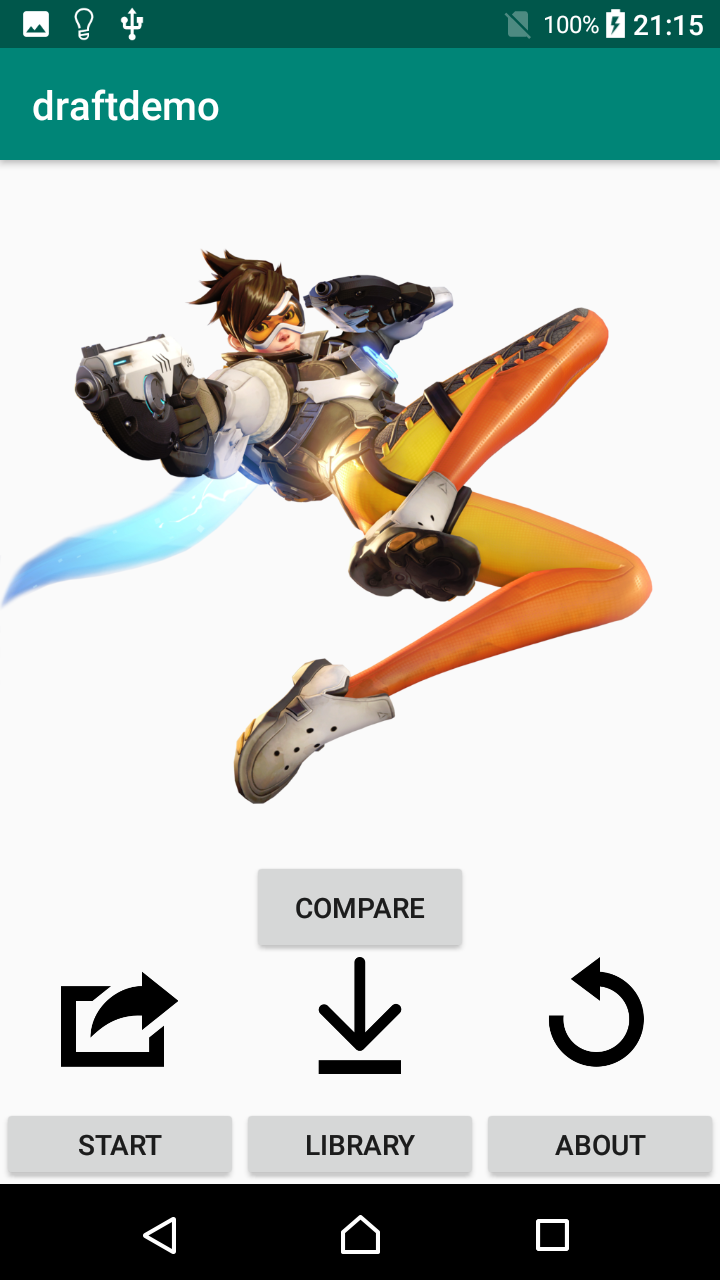 100% 21:15
draftdemo
COMPARE
START LIBRARY ABOUT